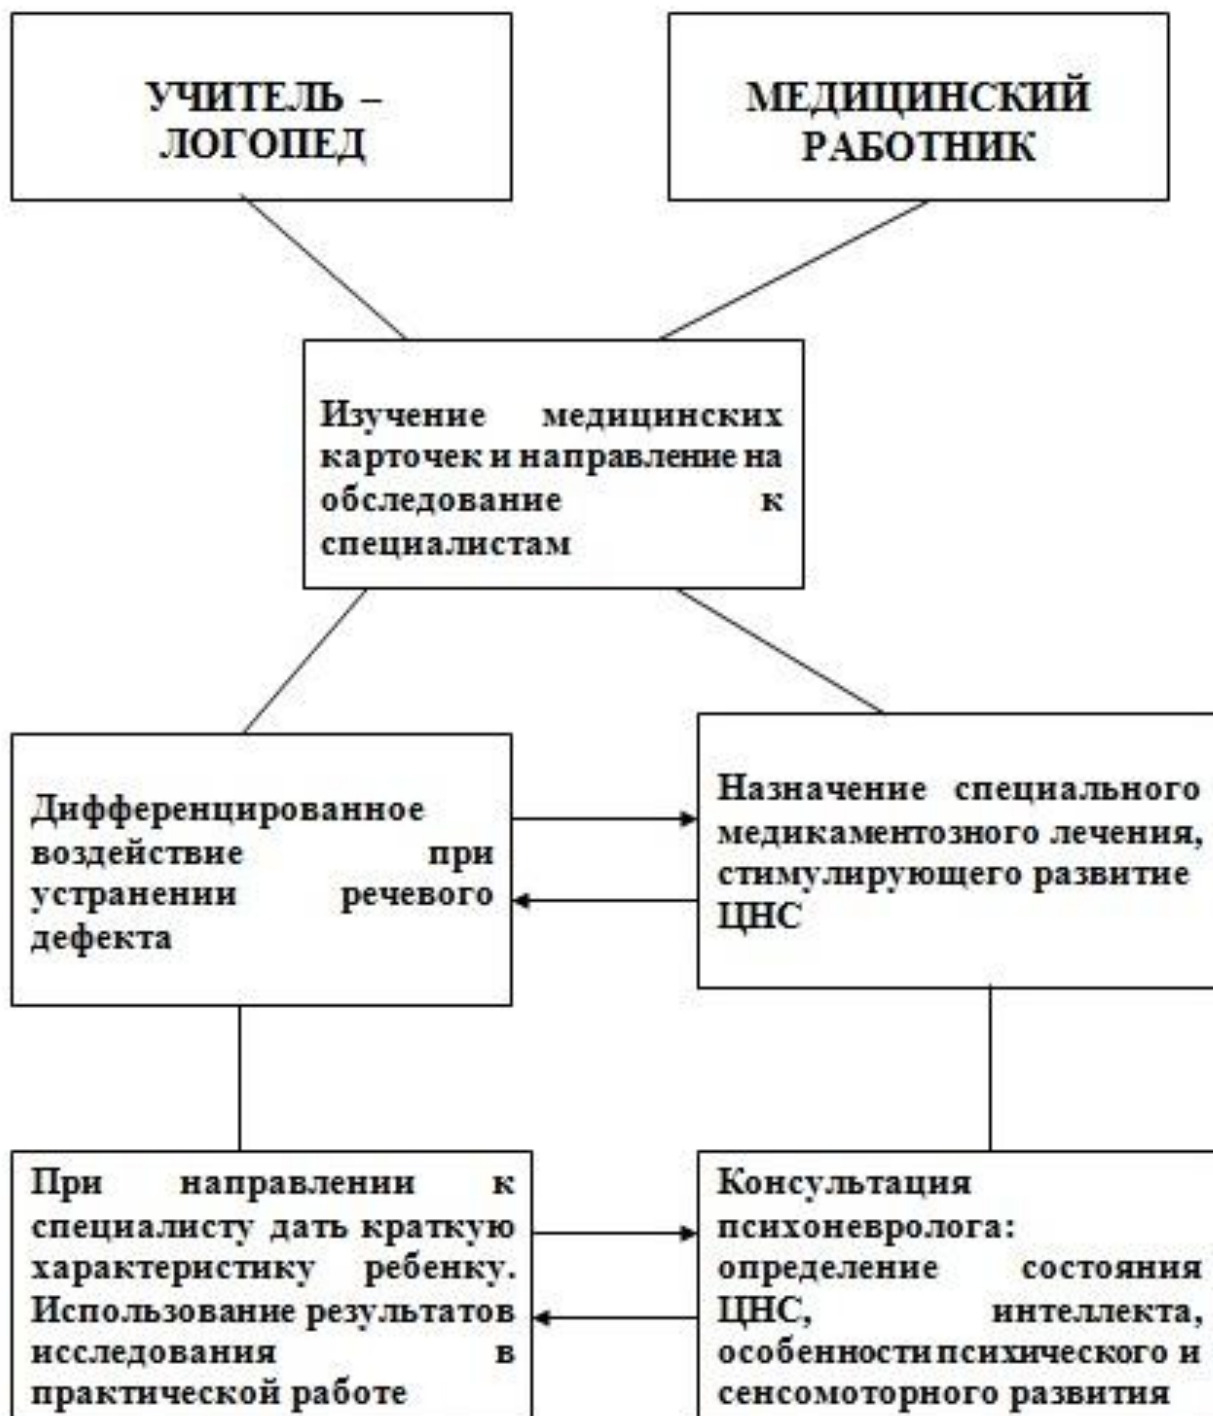 УЧИТЕЛЬ –
ЛОГОПЕД
МЕДИЦИНСКИЙ
РАБОТНИК
Изучение медицинских
карточек и направление на
обследование к
специалистам
Дифференцированное
воздействие при
устранении речевого
дефекта
Назначение специального
медикаментозного лечения,
стимулирующего развитие
ЦНС
При направлении к
специалисту дать краткую
характеристику ребенку.
Использование результатов
исследования в
практической работе
Консультация
психоневролога:
определение состояния
ЦНС, интеллекта,
особенности психического и
сенсомоторного развития